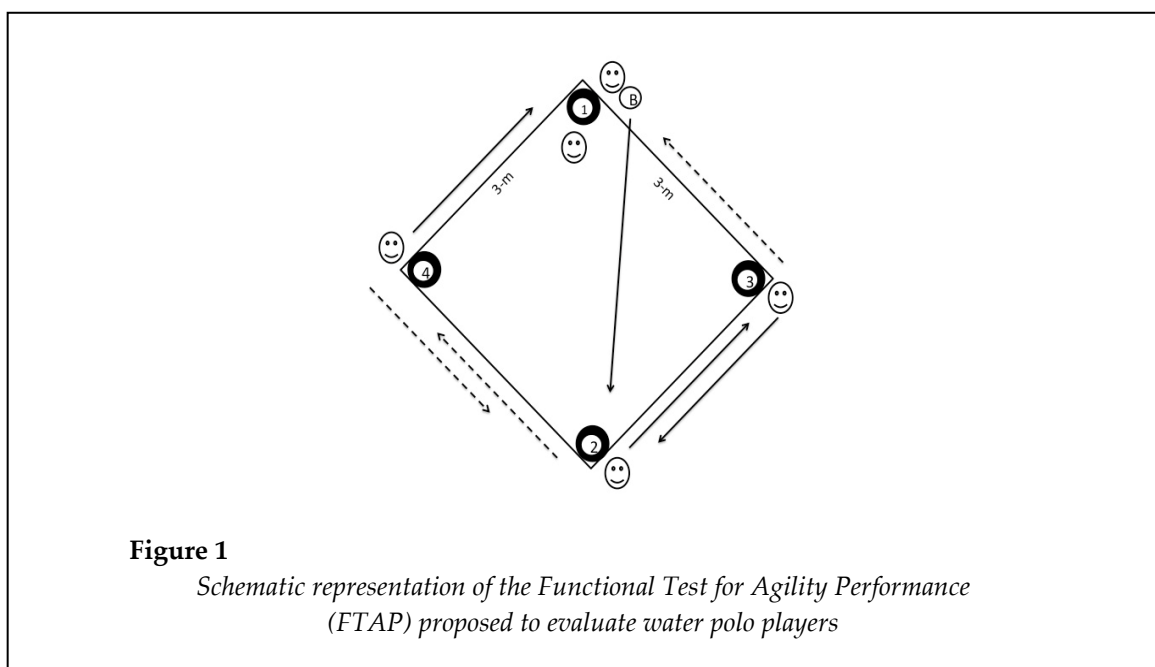 B
1
3-m
3-m
4
3
2
Figure 1
Schematic representation of the Functional Test for Agility Performance
(FTAP) proposed to evaluate water polo players